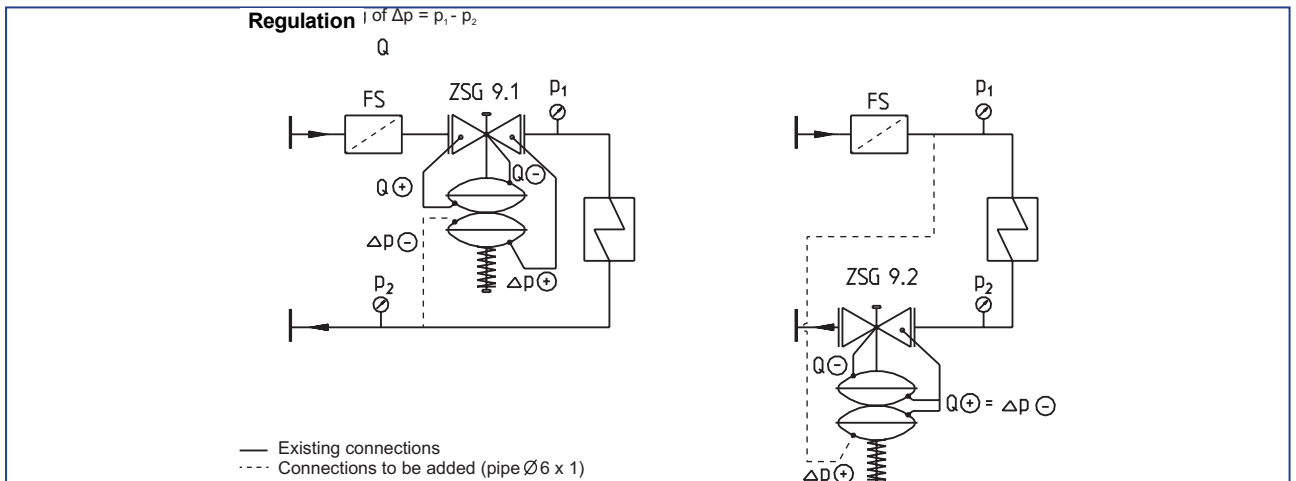 Regulation of Δp = p₁ - p₂
Q
FS
ZSG 9.1
p₁
Q⊕
Q⊖
Δp⊖
Δp⊕
p₂
FS
p₁
ZSG 9.2
p₂
Q⊖
Q⊕ = Δp⊖
Δp⊕
Existing connections
Connections to be added (pipe Ø6 x 1)